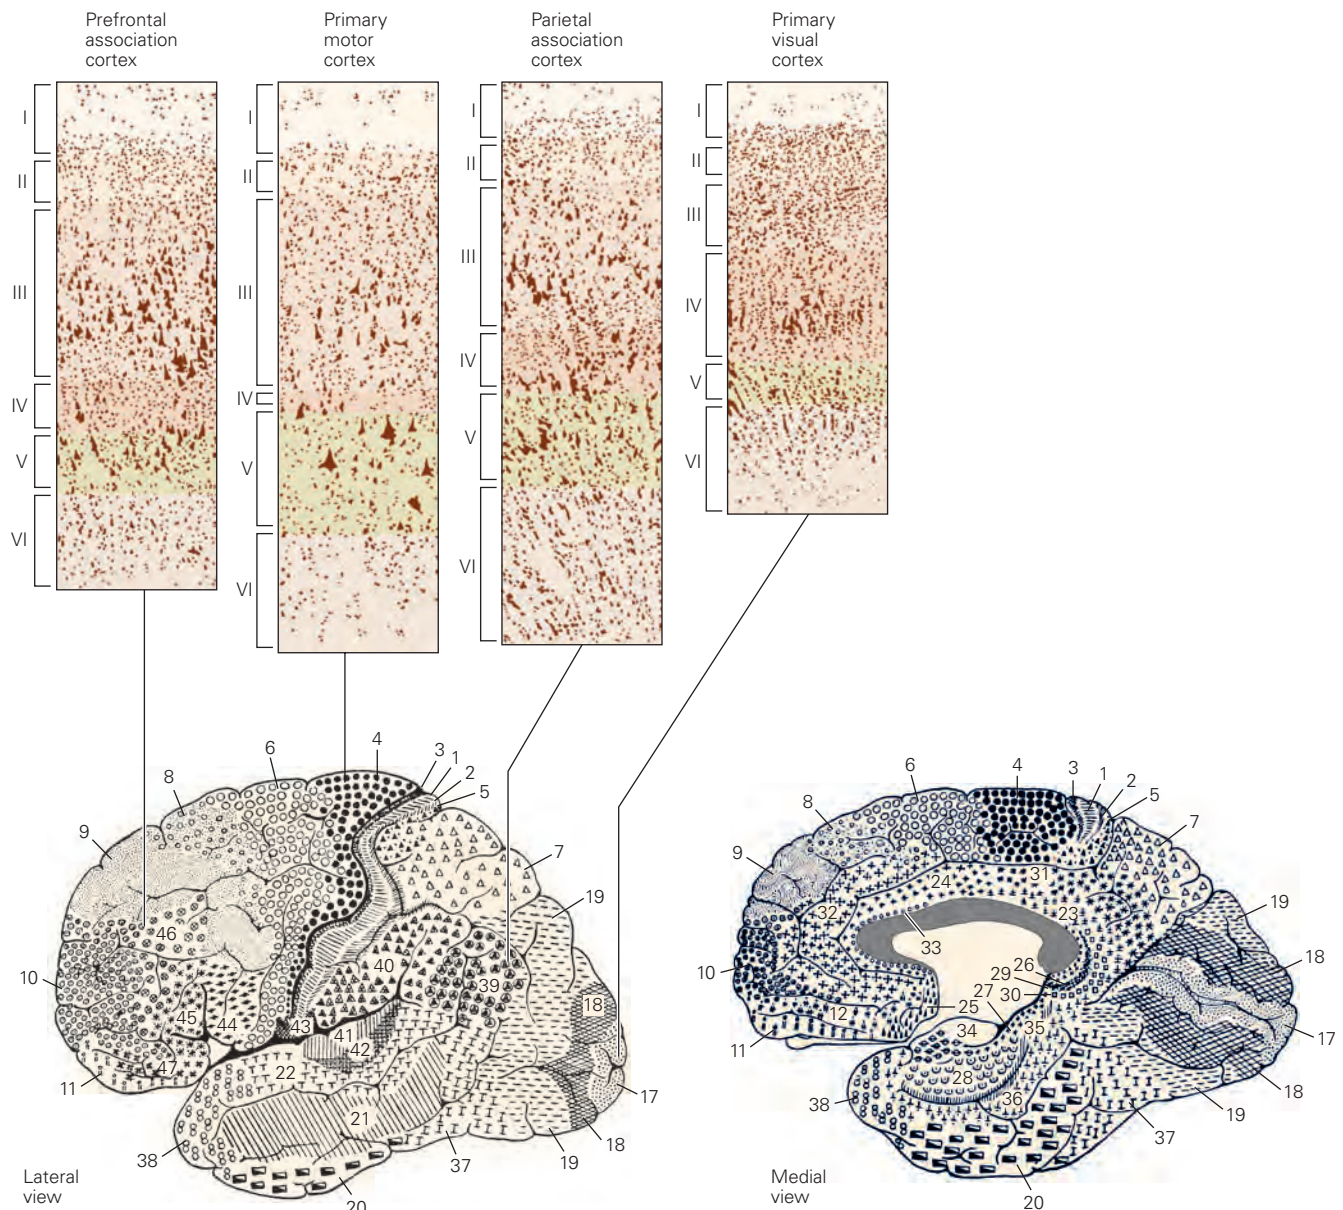 Prefrontal
association
cortex
Primary
motor
cortex
Parietal
association
cortex
Primary
visual
cortex
I
II
III
IV
V
VI
I
II
III
IV
V
VI
I
II
III
IV
V
VI
I
II
III
IV
V
VI
6
4
3
1
2
5
8
9
7
19
46
10
40
39
18
45
44
43
41
42
47
11
22
17
21
18
38
37
19
20
Lateral
view
6
4
3
1
2
5
8
7
9
24
31
19
32
23
33
18
10
26
29
27
30
12
25
35
17
11
34
28
18
36
38
19
37
20
Medial
view